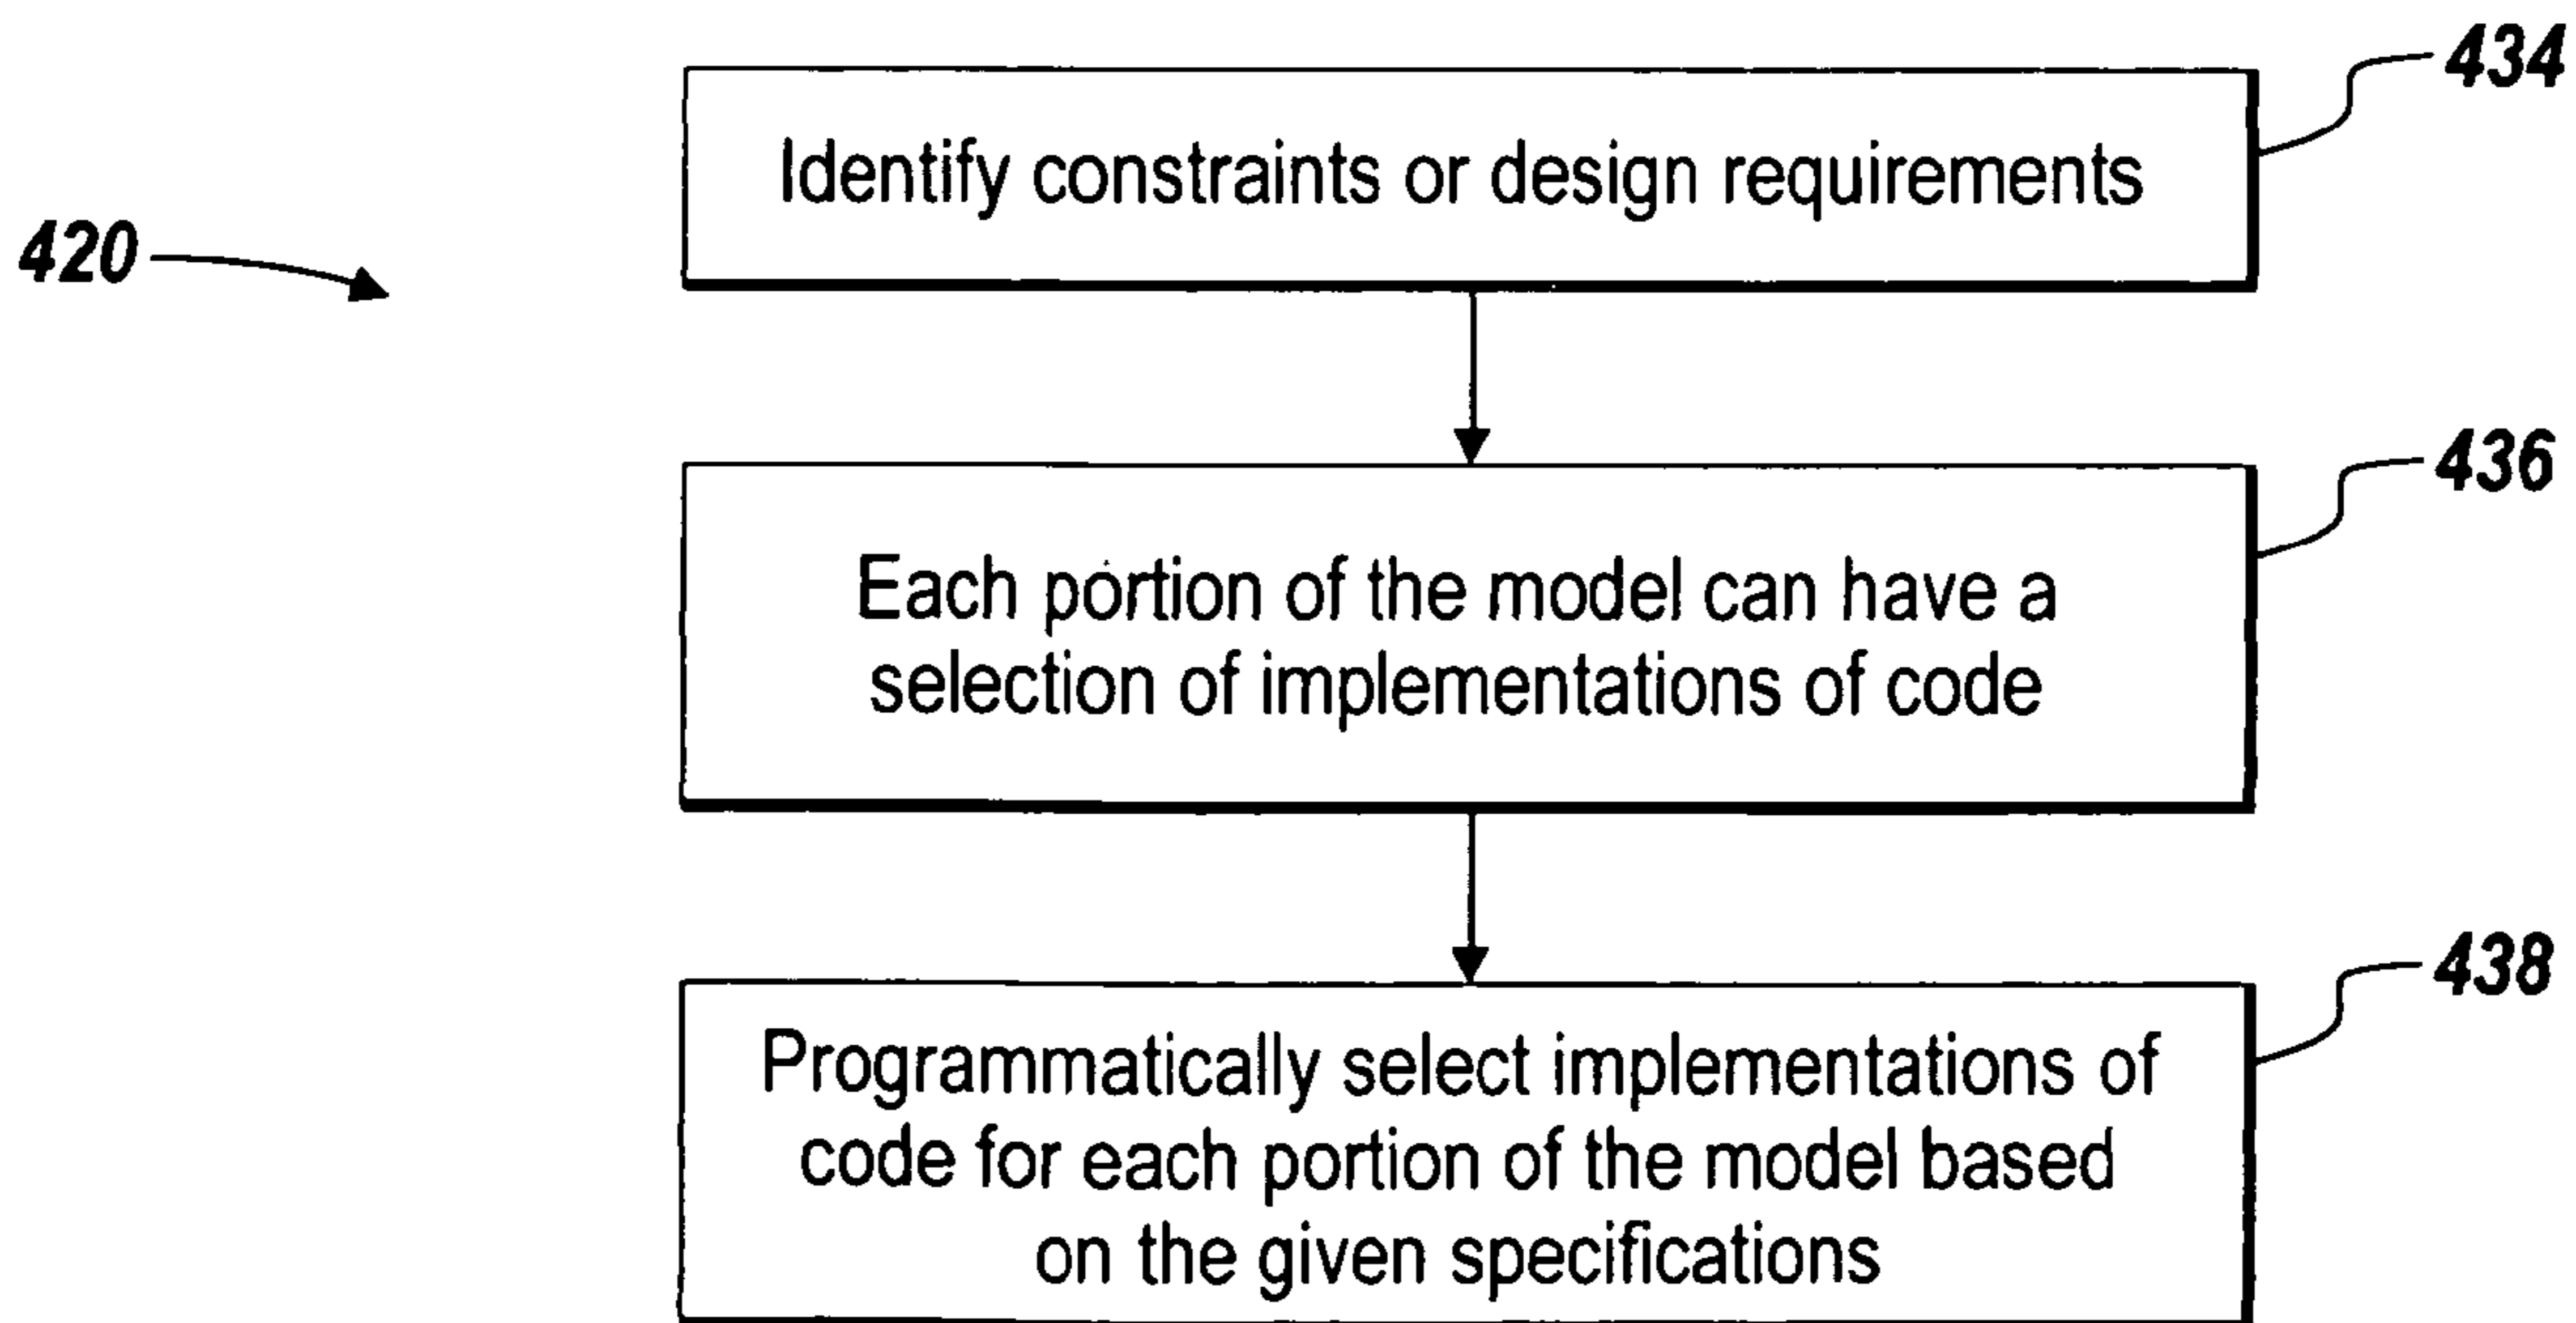 434
Identify constraints or design requirements
420
436
Each portion of the model can have a
selection of implementations of code
438
Programmatically select implementations of
code for each portion of the model based
on the given specifications